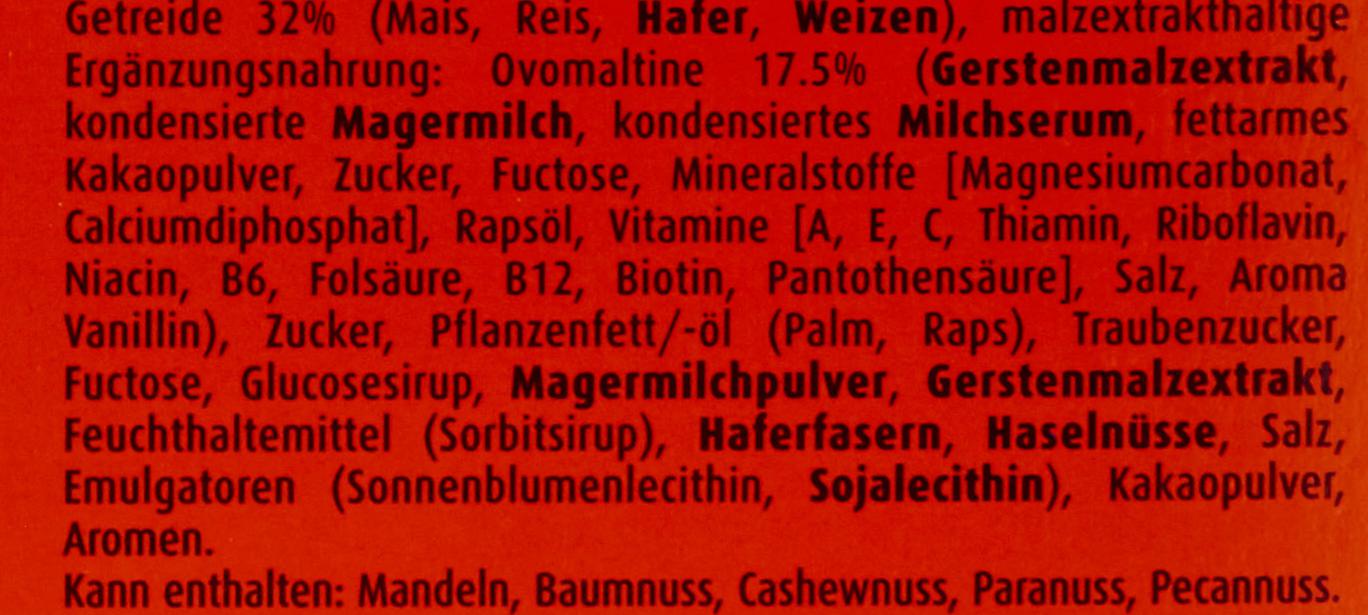 Getreide 32% (Mais, Reis, Hafer, Weizen), malzextrakthaltige
Ergänzungsnahrung: Ovomaltine 17.5% (Gerstenmalzextrakt,
kondensierte Magermilch, kondensiertes Milchserum, fettarmes
Kakaopulver, Zucker, Fuctose, Mineralstoffe [Magnesiumcarbonat,
Calciumdiphosphat], Rapsöl, Vitamine [A, E, C, Thiamin, Riboflavin,
Niacin, B6, Folsäure, B12, Biotin, Pantothensäure], Salz, Aroma
Vanillin), Zucker, Pflanzenfett/-öl (Palm, Raps), Traubenzucker,
Fuctose, Glucosesirup, Magermilchpulver, Gerstenmalzextrakt,
Feuchthaltemittel (Sorbitsirup), Haferfasern, Haselnüsse, Salz,
Emulgatoren (Sonnenblumenlecithin, Sojalecithin), Kakaopulver,
Aromen.
Kann enthalten: Mandeln, Baumnuss, Cashewnuss, Paranuss, Pecannuss.